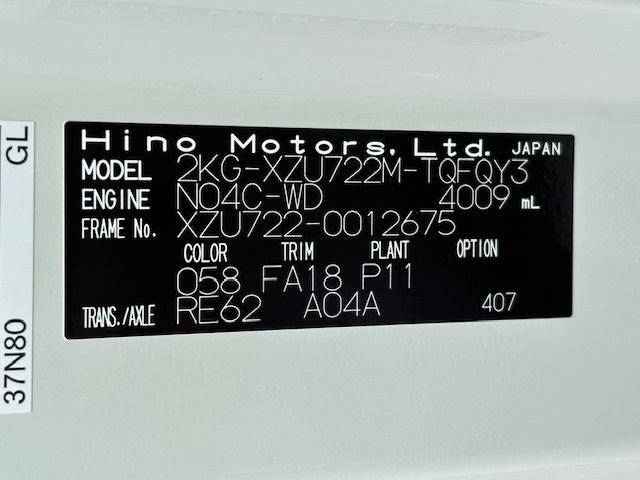 Hino Motors, Ltd. JAPAN
MODEL 2KG-XZU722M-TQFQY3
ENGINE N04C-WD 4009 mL
FRAME No. XZU722-0012675
COLOR TRIM PLANT OPTION
058 FA18 P11
TRANS./AXLE RE62 A04A 407
37N80 GL